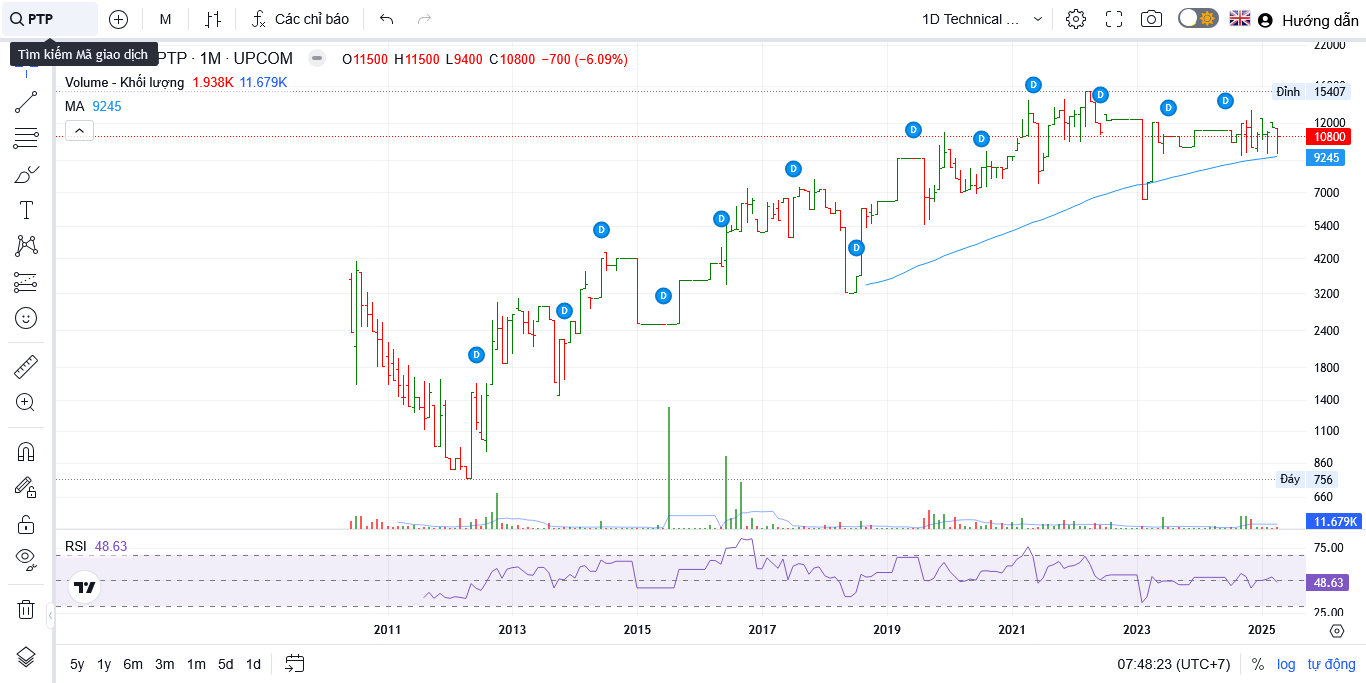 PTP
M
Các chỉ báo
1D Technical ...
Hướng dẫn
Tìm kiếm Mã giao dịch
PTP · 1M · UPCOM
O11500 H11500 L9400 C10800 −700 (−6.09%)
Volume - Khối lượng 1.938K 11.679K
MA 9245
22000
Đỉnh 15407
12000
10800
9245
7000
5400
4200
3200
2400
1800
1400
1100
860
Đáy 756
660
11.679K
D
D
D
D
D
D
D
D
D
D
D
D
D
RSI 48.63
75.00
48.63
25.00
2011 2013 2015 2017 2019 2021 2023 2025
5y 1y 6m 3m 1m 5d 1d
07:48:23 (UTC+7)
% log tự động